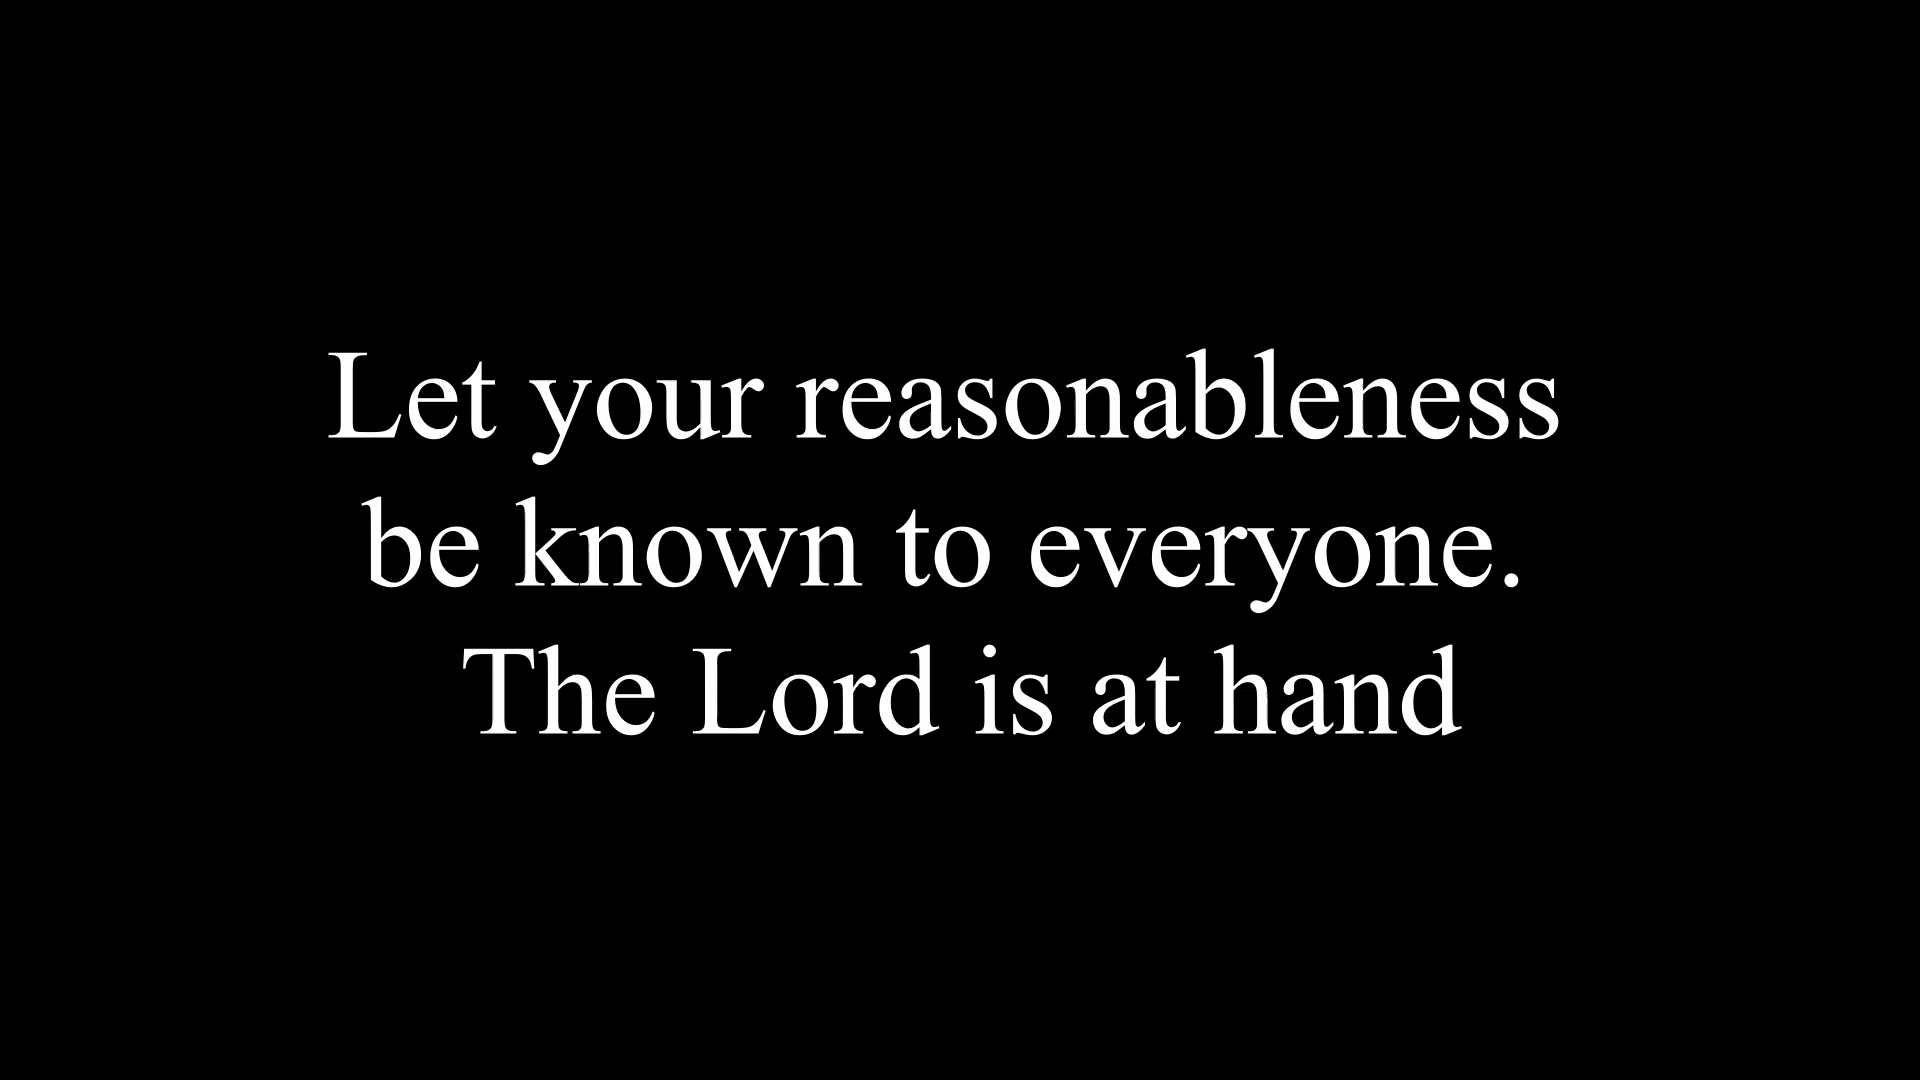 Let your reasonableness
be known to everyone.
The Lord is at hand